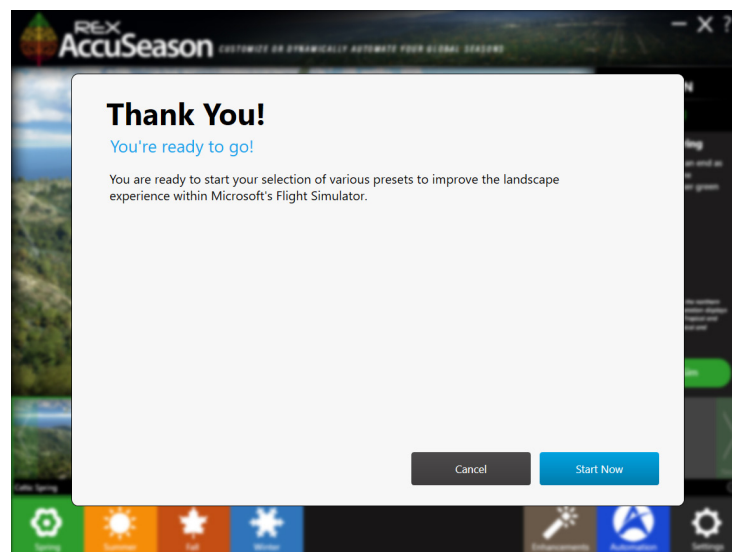 REX
AccuSeason
CUSTOMIZE OR DYNAMICALLY AUTOMATE YOUR GLOBAL SEASONS
Thank You!
You're ready to go!
You are ready to start your selection of various presets to improve the landscape
experience within Microsoft's Flight Simulator.
Cancel
Start Now
Celtic Spring
Spring
Summer
Fall
Winter
Enhancements
Automation
Settings